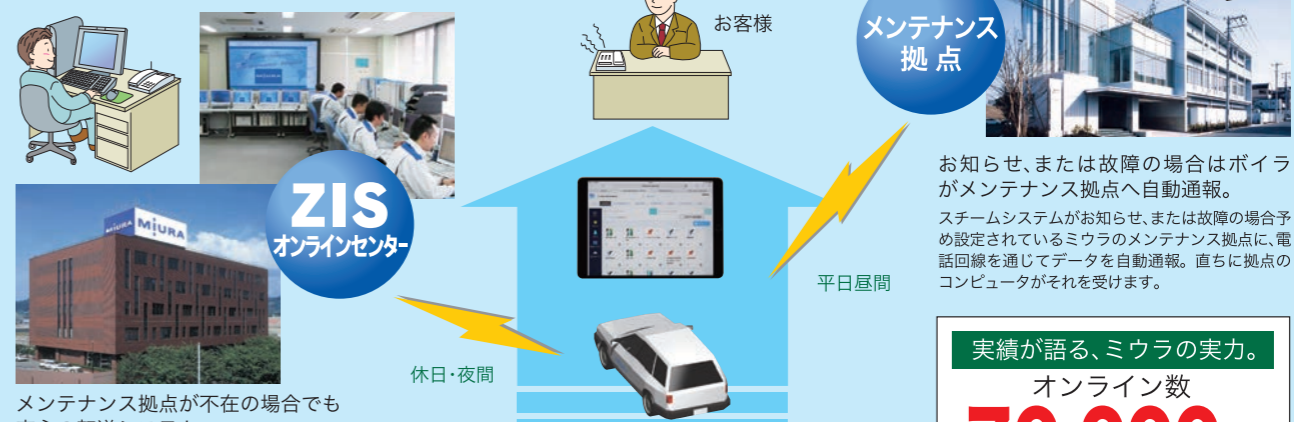 お客様
メンテナンス
拠点
MIURA
ZIS
オンラインセンター
MIURA
MIURA
お知らせ、または故障の場合はボイラ
がメンテナンス拠点へ自動通報。
スチームシステムがお知らせ、または故障の場合予
め設定されているミウラのメンテナンス拠点に、電
話回線を通じてデータを自動通報。直ちに拠点の
コンピュータがそれを受けます。
平日昼間
休日・夜間
メンテナンス拠点が不在の場合でも
実績が語る、ミウラの実力。
オンライン数